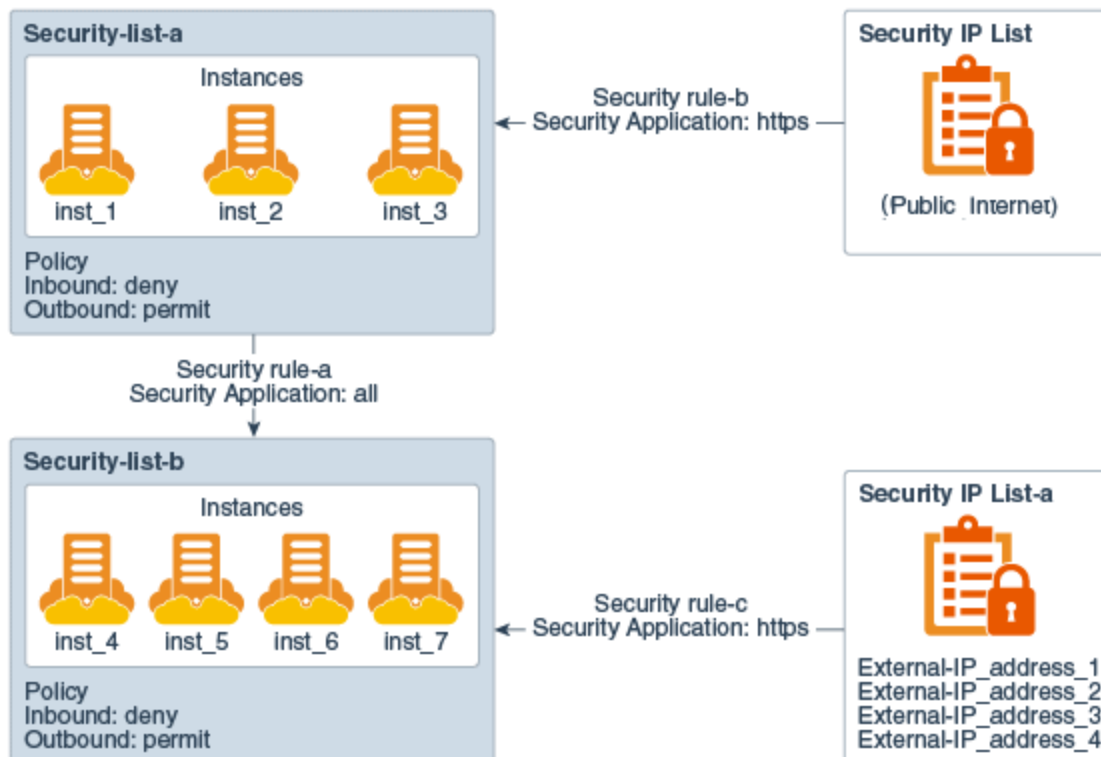 Security-list-a
Instances
inst_1
inst_2
inst_3
Policy
Inbound: deny
Outbound: permit
Security rule-b
Security Application: https
Security IP List
(Public_Internet)
Security rule-a
Security Application: all
Security-list-b
Instances
inst_4
inst_5
inst_6
inst_7
Policy
Inbound: deny
Outbound: permit
Security rule-c
Security Application: https
Security IP List-a
External-IP_address_1
External-IP_address_2
External-IP_address_3
External-IP_address_4